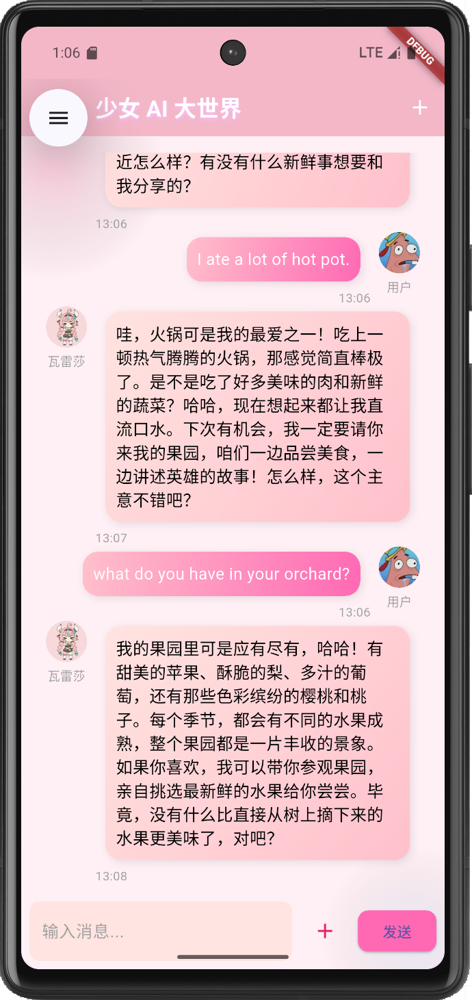 1:06
LTE
DEBUG
少女 AI 大世界
近怎么样？有没有什么新鲜事想要和
我分享的？
13:06
I ate a lot of hot pot.
用户
13:06
瓦雷莎
哇，火锅可是我的最爱之一！吃上一
顿热气腾腾的火锅，那感觉简直棒极
了。是不是吃了好多美味的肉和新鲜
的蔬菜？哈哈，现在想起来都让我直
流口水。下次有机会，我一定要请你
来我的果园，咱们一边品尝美食，一
边讲述英雄的故事！怎么样，这个主
意不错吧？
13:07
what do you have in your orchard?
用户
13:06
瓦雷莎
我的果园里可是应有尽有，哈哈！有
甜美的苹果、酥脆的梨、多汁的葡
萄，还有那些色彩缤纷的樱桃和桃
子。每个季节，都会有不同的水果成
熟，整个果园都是一片丰收的景象。
如果你喜欢，我可以带你参观果园，
亲自挑选最新鲜的水果给你尝尝。毕
竟，没有什么比直接从树上摘下来的
水果更美味了，对吧？
13:08
输入消息...
发送